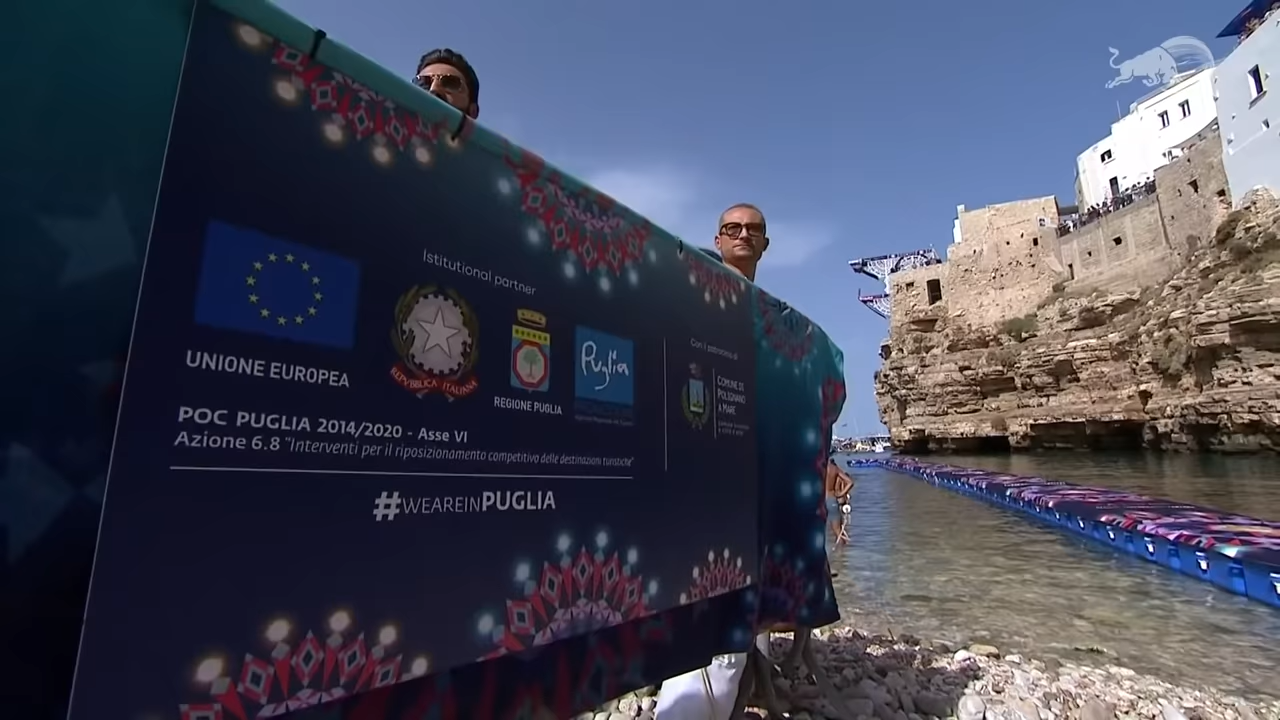 Istitutional partner
UNIONE EUROPEA
REPVBBLICA ITALIANA
REGIONE PUGLIA
Puglia
Con il patrocinio di
COMUNE DI
POLIGNANO
A MARE
POC PUGLIA 2014/2020 - Asse VI
Azione 6.8 "Interventi per il riposizionamento competitivo delle destinazioni turistiche"
#WEAREINPUGLIA